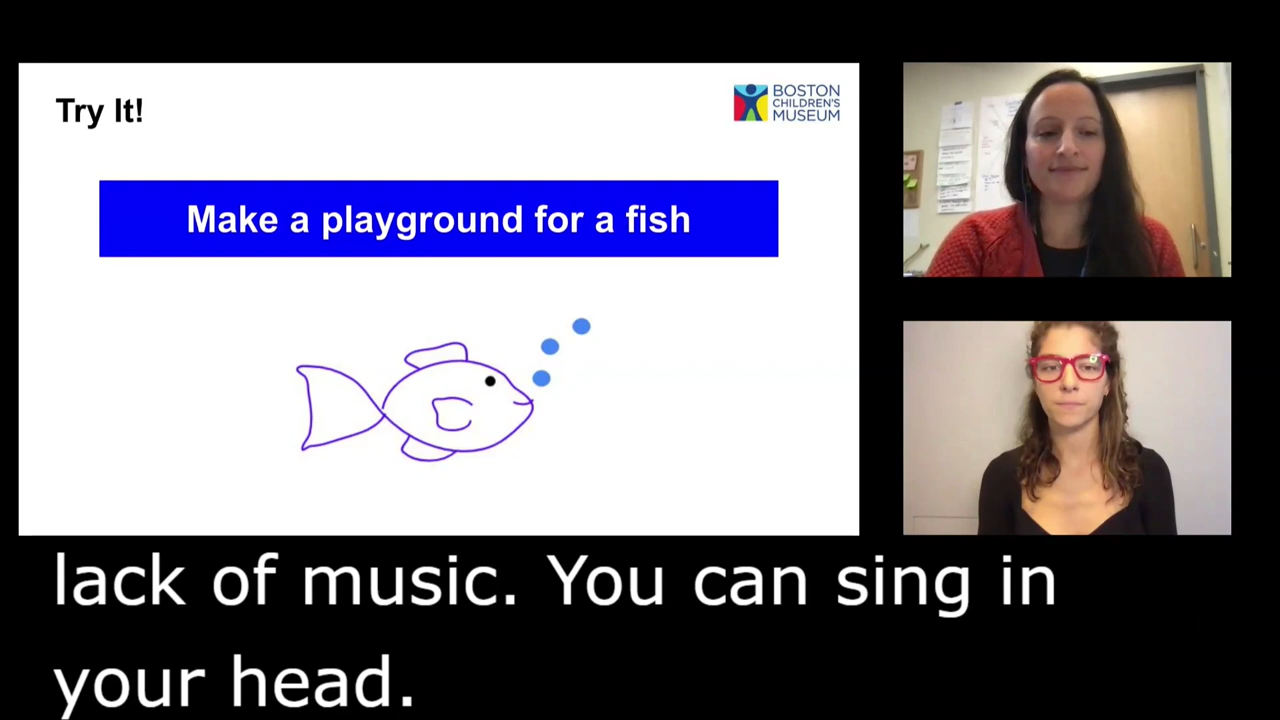 Try It!
BOSTON
CHILDREN'S
MUSEUM
Make a playground for a fish
lack of music. You can sing in
your head.